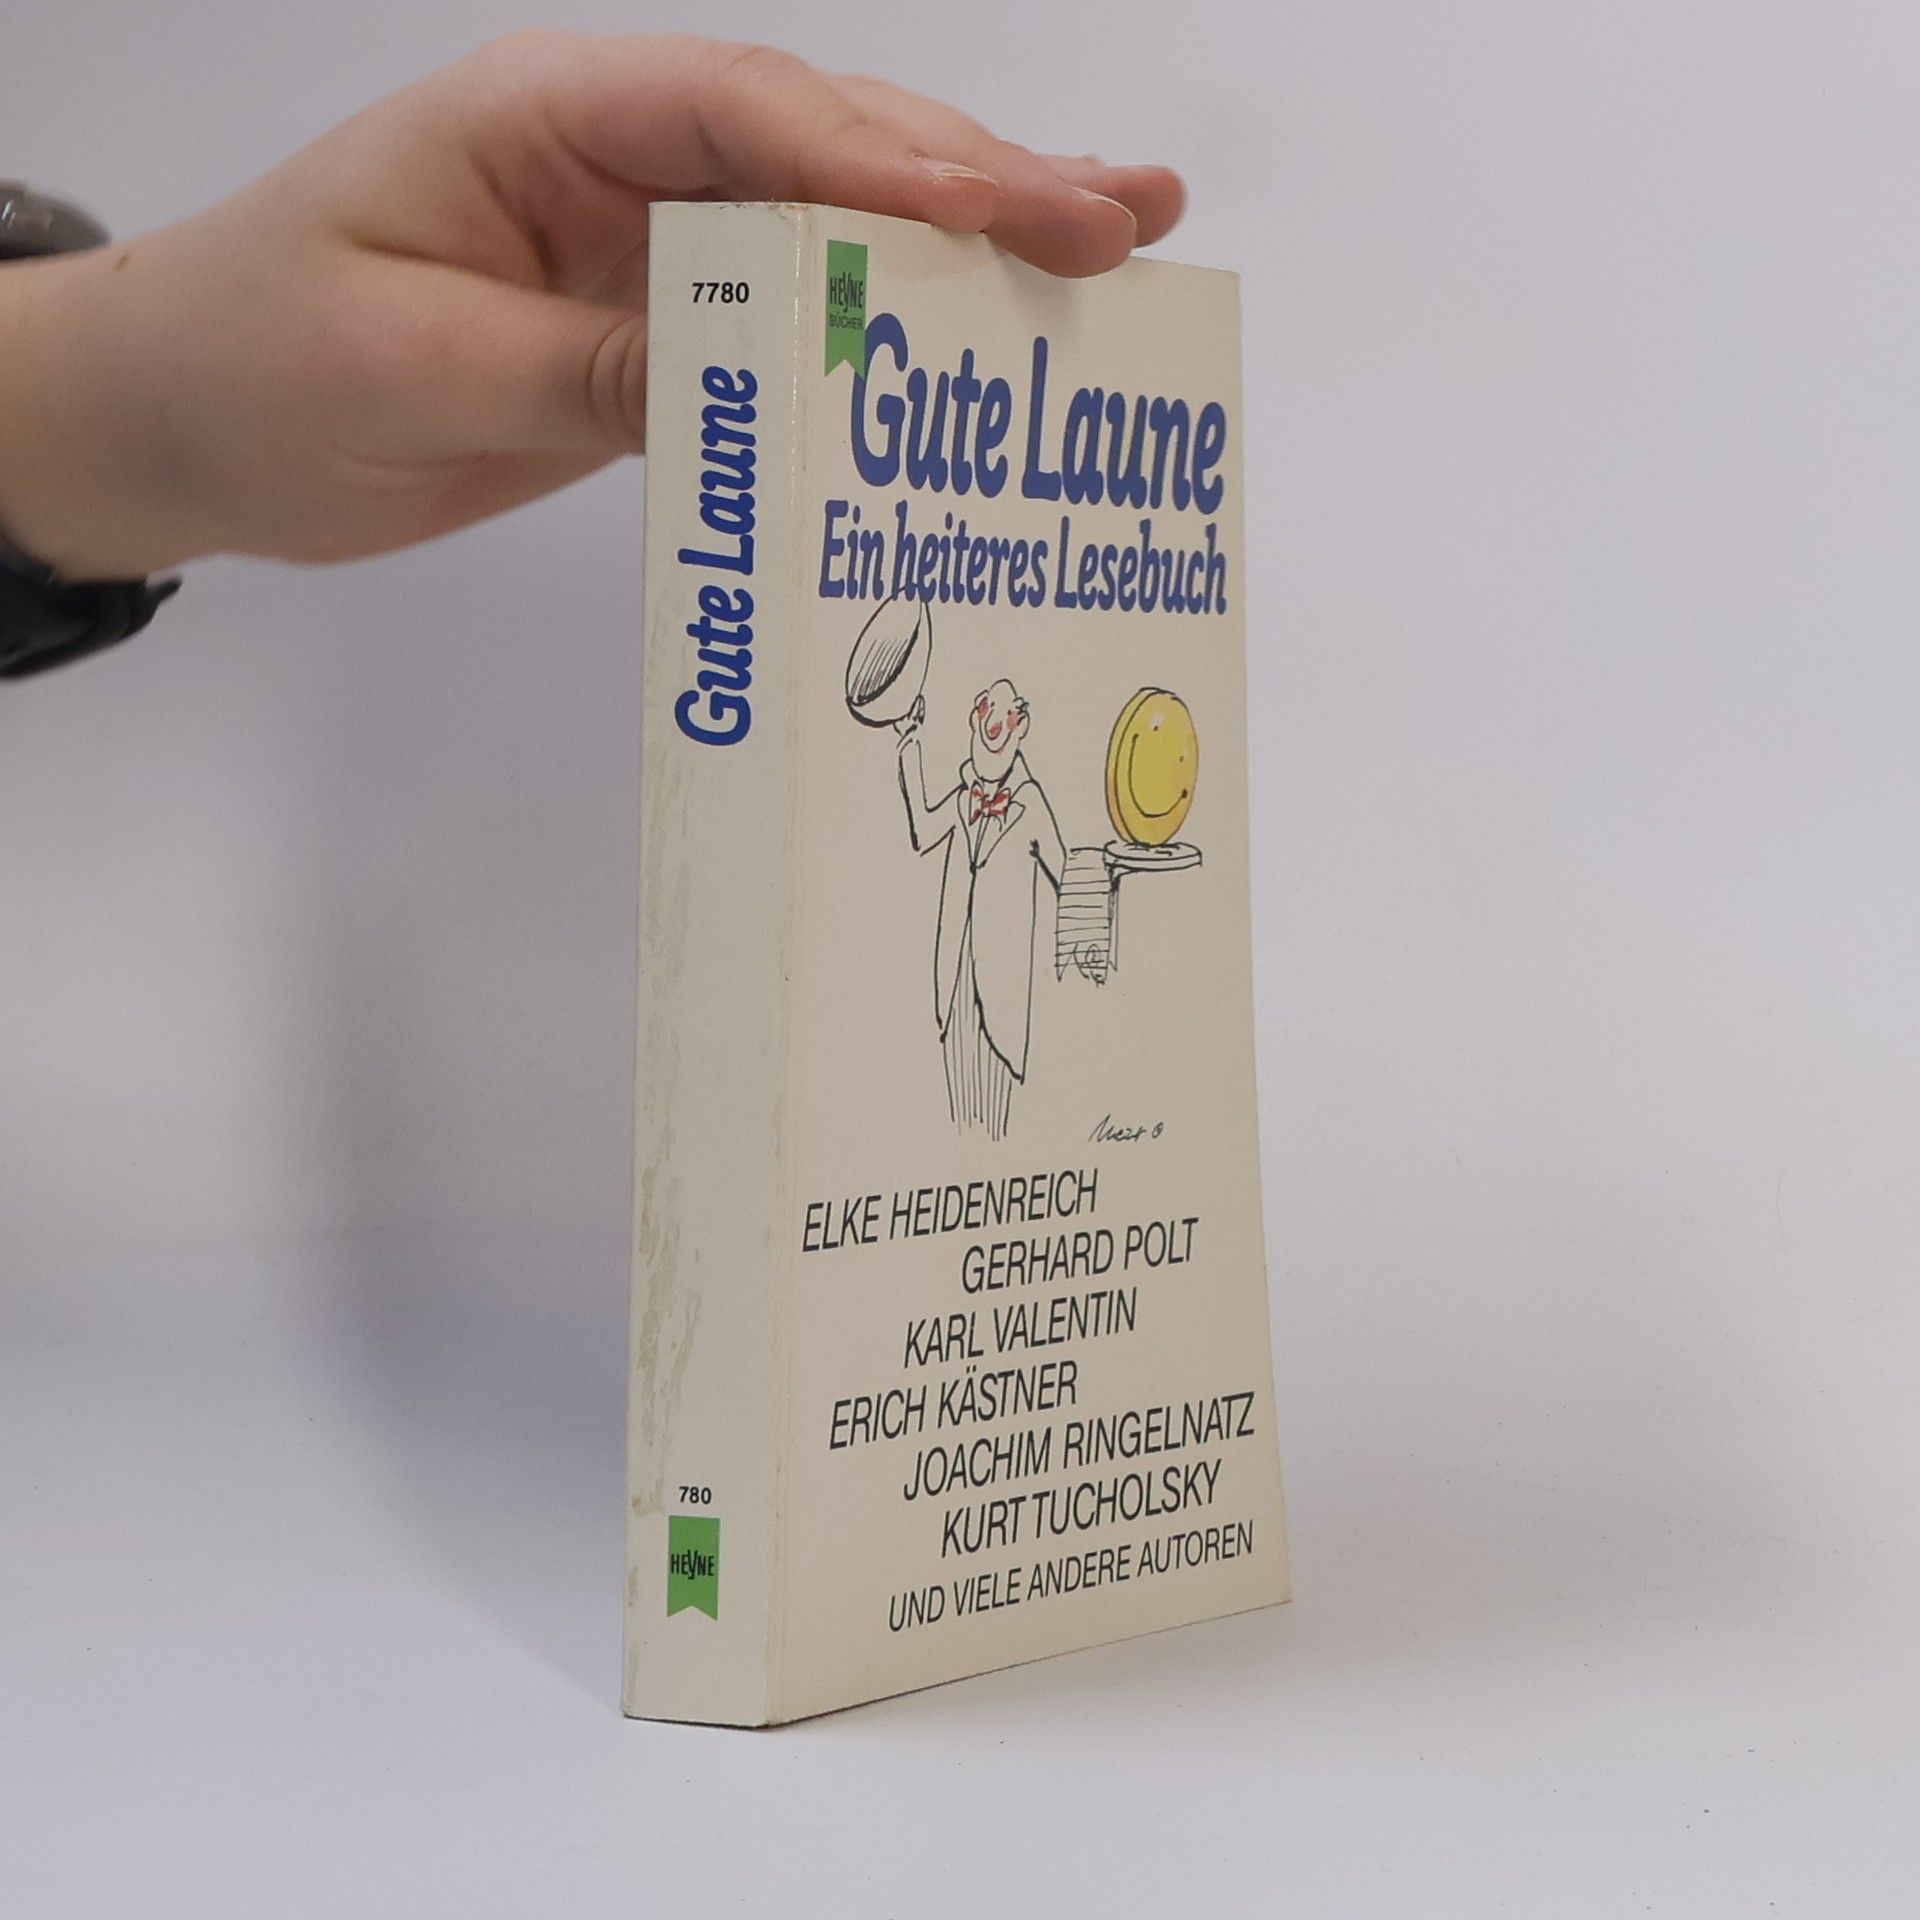 7780
Gute Laune
780
HEYNE
HEYNE
BÜCHER
Gute Laune
Ein heiteres Lesebuch
ELKE HEIDENREICH
GERHARD POLT
KARL VALENTIN
ERICH KÄSTNER
JOACHIM RINGELNATZ
KURT TUCHOLSKY
UND VIELE ANDERE AUTOREN